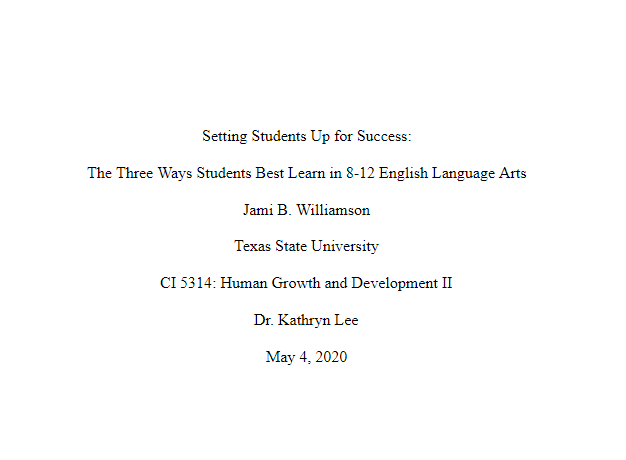 Setting Students Up for Success:
The Three Ways Students Best Learn in 8-12 English Language Arts
Jami B. Williamson
Texas State University
CI 5314: Human Growth and Development II
Dr. Kathryn Lee
May 4, 2020